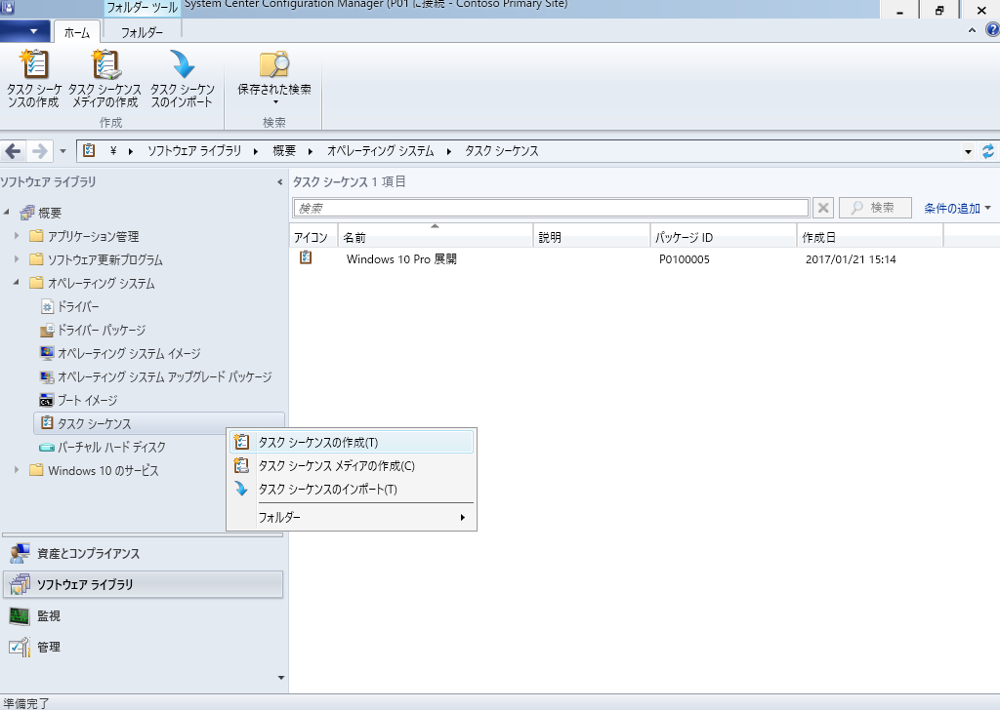 フォルダー ツール
System Center Configuration Manager (P01 に接続 - Contoso Primary Site)
ホーム
フォルダー
タスク シーケンスの作成
タスク シーケンス メディアの作成
タスク シーケンスのインポート
作成
保存された検索
検索
¥ ソフトウェア ライブラリ 概要 オペレーティング システム タスク シーケンス
ソフトウェア ライブラリ
概要
アプリケーション管理
ソフトウェア更新プログラム
オペレーティング システム
ドライバー
ドライバー パッケージ
オペレーティング システム イメージ
オペレーティング システム アップグレード パッケージ
ブート イメージ
タスク シーケンス
バーチャル ハード ディスク
Windows 10 のサービス
タスク シーケンスの作成(T)
タスク シーケンス メディアの作成(C)
タスク シーケンスのインポート(T)
フォルダー
資産とコンプライアンス
ソフトウェア ライブラリ
監視
管理
タスク シーケンス 1 項目
検索
検索
条件の追加
アイコン 名前 説明 パッケージ ID 作成日
Windows 10 Pro 展開 P0100005 2017/01/21 15:14
準備完了